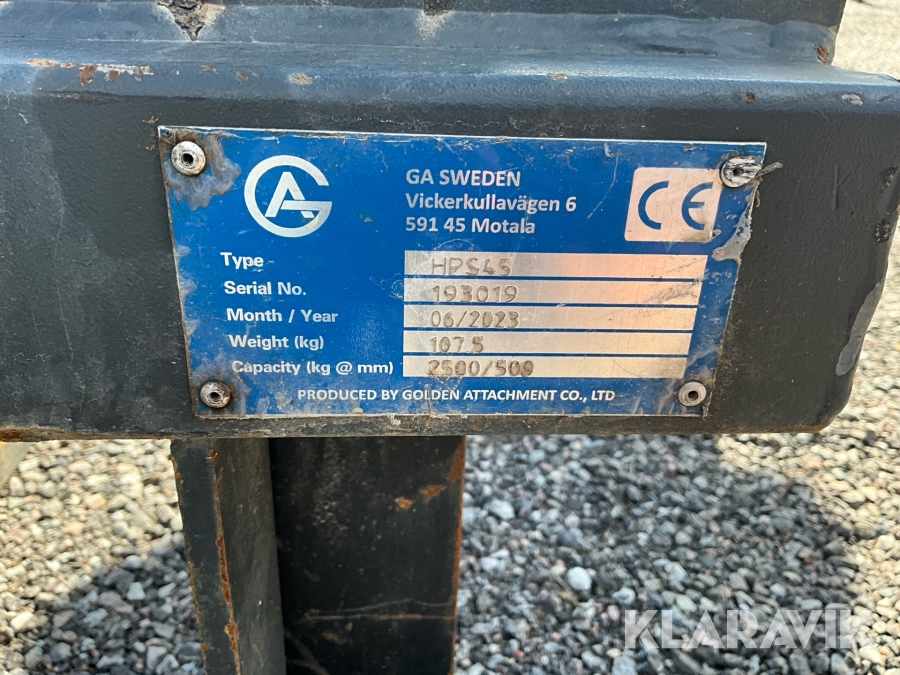 GA
GA SWEDEN
Vickerkullavägen 6
591 45 Motala
CE
Type HPS45
Serial No. 193019
Month / Year 06/2023
Weight (kg) 107.5
Capacity (kg @ mm) 2500/500
PRODUCED BY GOLDEN ATTACHMENT CO., LTD
KLARAVIK